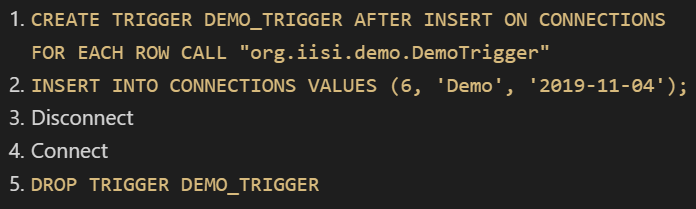 1. CREATE TRIGGER DEMO_TRIGGER AFTER INSERT ON CONNECTIONS
FOR EACH ROW CALL "org.iisi.demo.DemoTrigger"
2. INSERT INTO CONNECTIONS VALUES (6, 'Demo', '2019-11-04');
3. Disconnect
4. Connect
5. DROP TRIGGER DEMO_TRIGGER